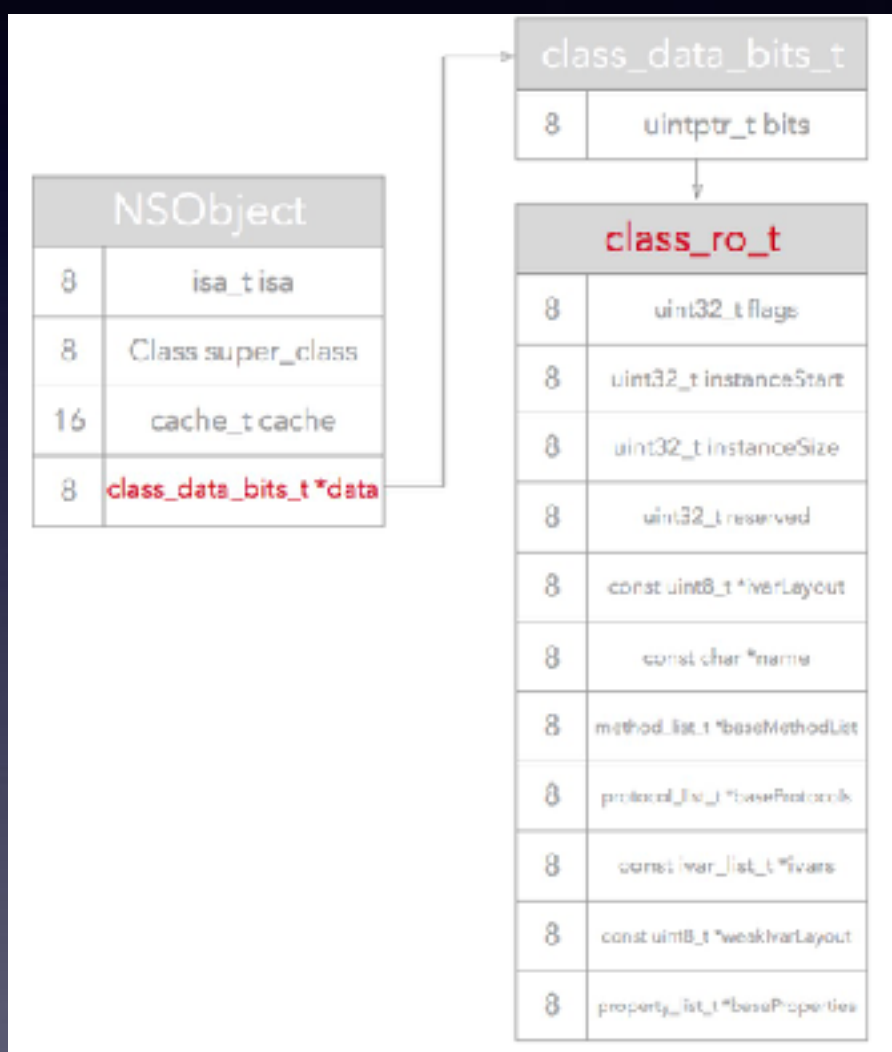 class_data_bits_t
8 uintptr_t bits
NSObject
8 isa_t isa
8 Class super_class
16 cache_t cache
8 class_data_bits_t *data
class_ro_t
8 uint32_t flags
8 uint32_t instanceStart
8 uint32_t instanceSize
8 uint32_t reserved
8 const uint8_t *ivarLayout
8 const char *name
8 method_list_t *baseMethodList
8 protocol_list_t *baseProtocols
8 const ivar_list_t *ivars
8 const uint8_t *weakIvarLayout
8 property_list_t *baseProperties